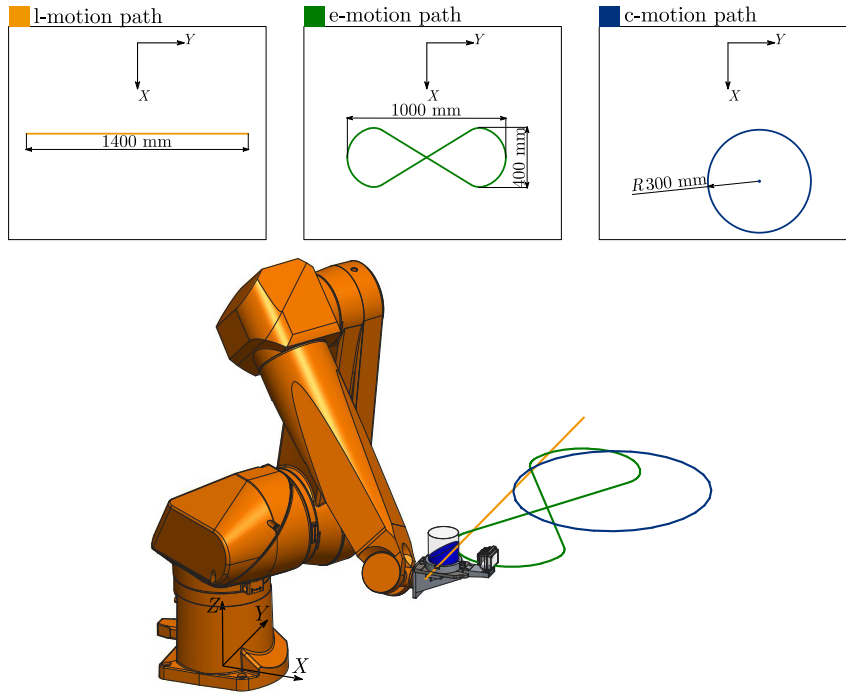 l-motion path
e-motion path
c-motion path
Y
X
1400 mm
Y
X
1000 mm
400 mm
Y
X
R300 mm
Z
Y
X